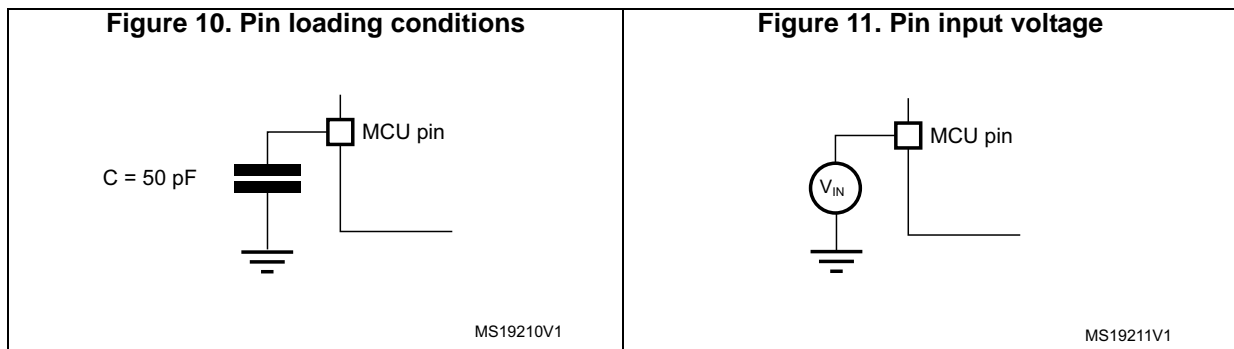 Figure 10. Pin loading conditions
MCU pin
C = 50 pF
MS19210V1
Figure 11. Pin input voltage
MCU pin
VIN
MS19211V1